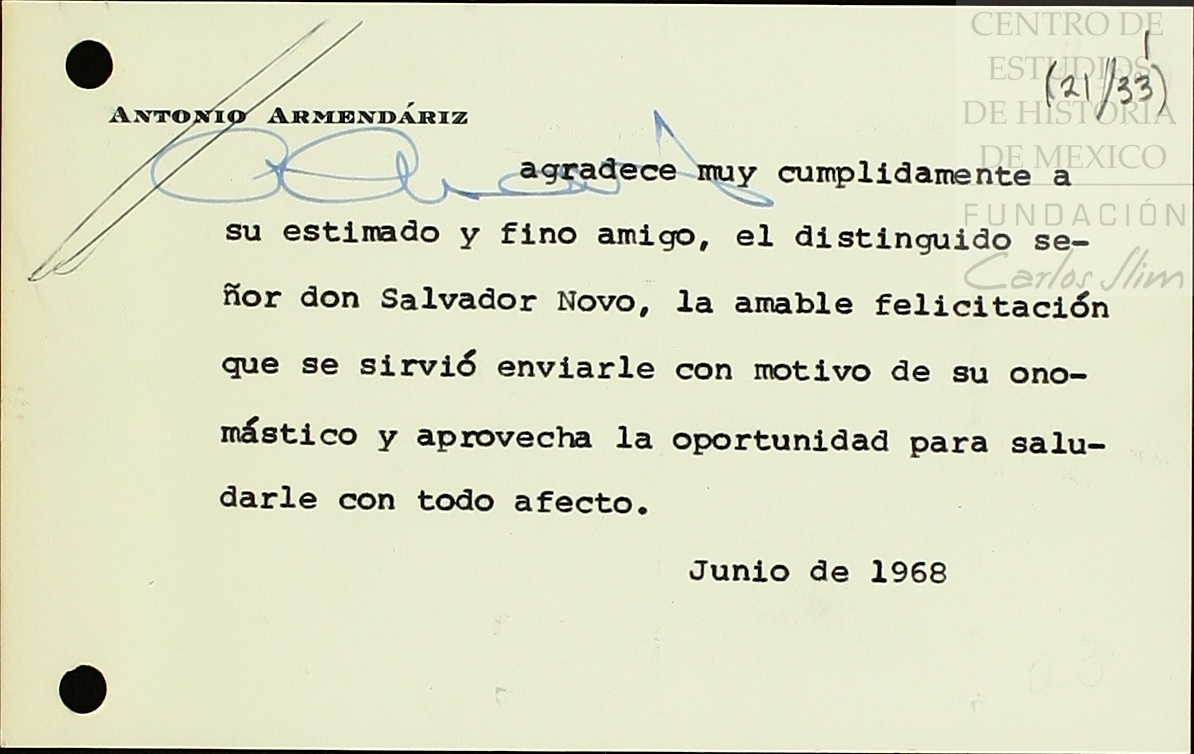 CENTRO DE
ESTUDIOS
DE HISTORIA
DE MEXICO
FUNDACIÓN
Carlos Slim
(21//33)
ANTONIO ARMENDÁRIZ
agradece muy cumplidamente a
su estimado y fino amigo, el distinguido se-
ñor don Salvador Novo, la amable felicitación
que se sirvió enviarle con motivo de su ono-
mástico y aprovecha la oportunidad para salu-
darle con todo afecto.
Junio de 1968